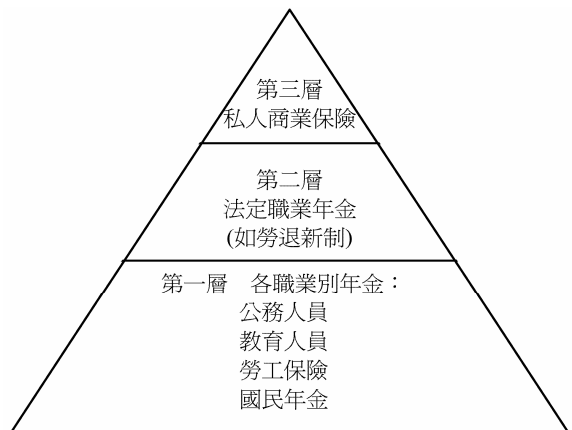 第三層
私人商業保險
第二層
法定職業年金
(如勞退新制)
第一層　各職業別年金：
公務人員
教育人員
勞工保險
國民年金